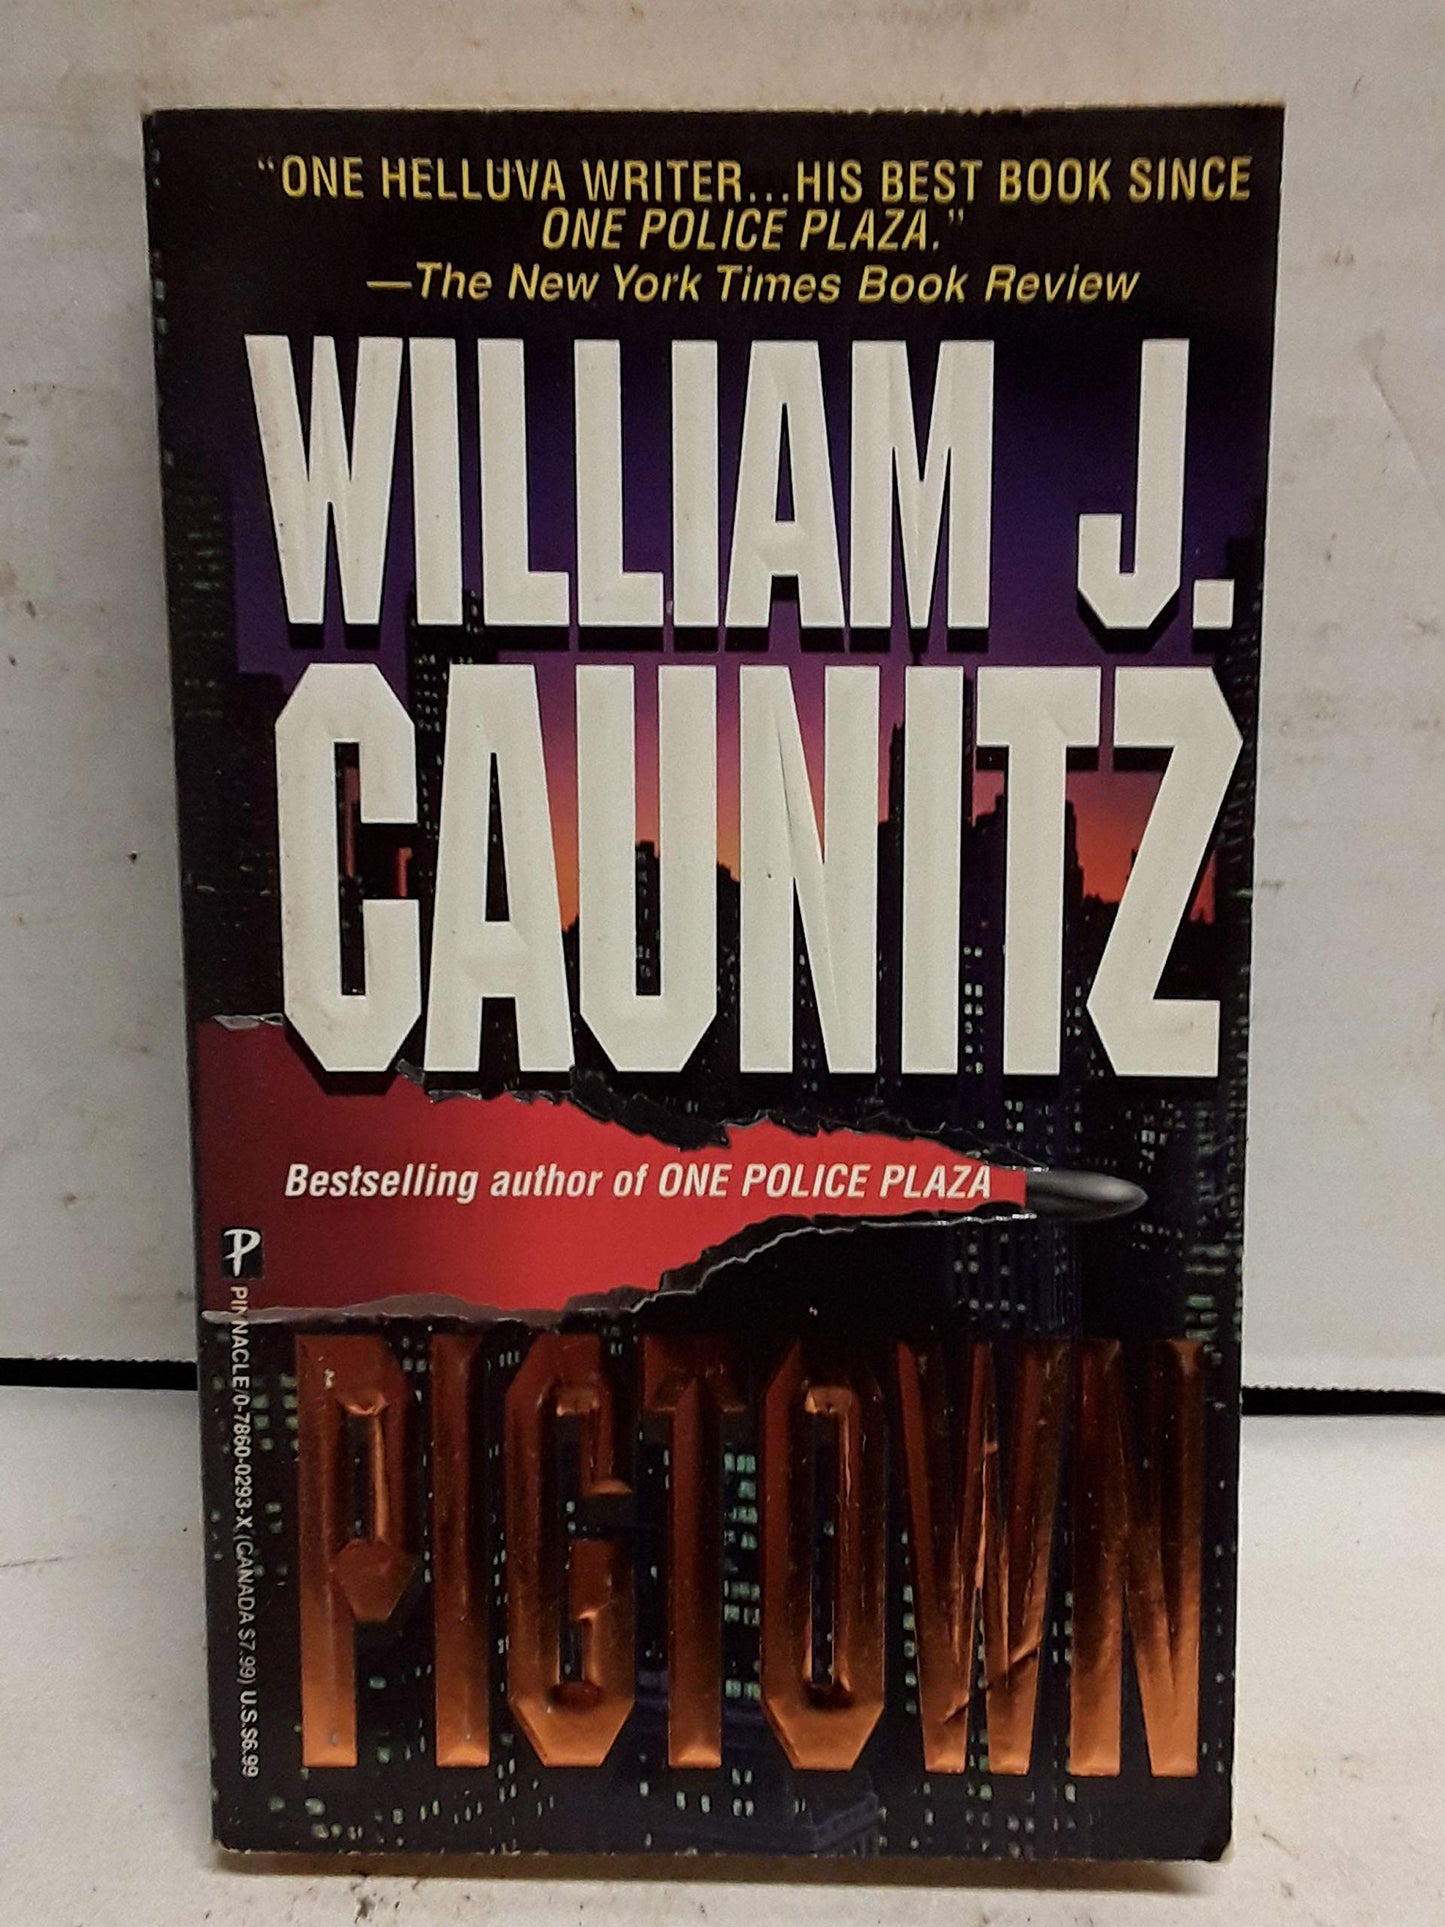 “ONE HELLUVA WRITER...HIS BEST BOOK SINCE
ONE POLICE PLAZA.”
—The New York Times Book Review
WILLIAM J.
CAUNITZ
Bestselling author of ONE POLICE PLAZA
P
PINNACLE/0-7860-0293-X (CANADA $7.99) U.S.$6.99
PIGTOWN